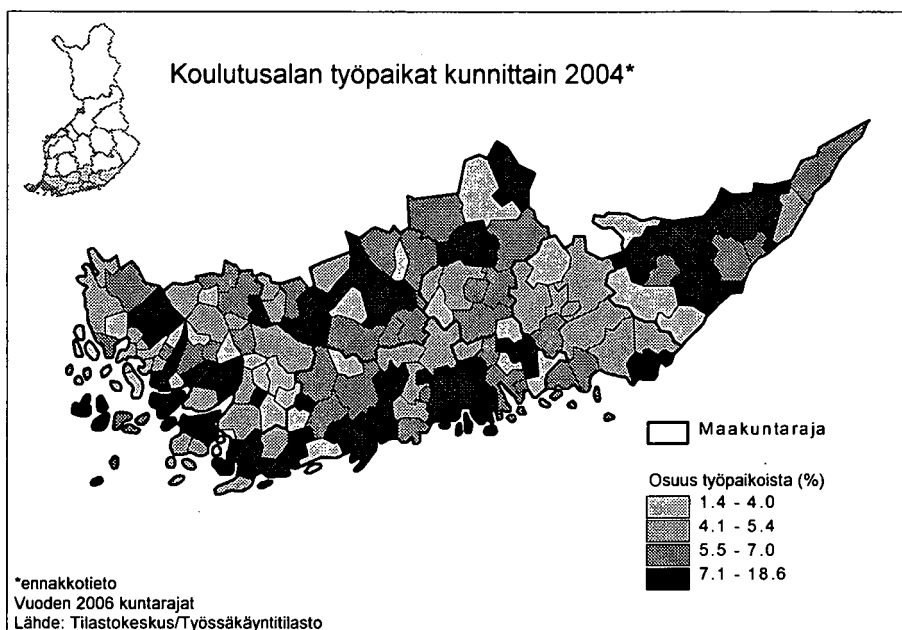 Koulutusalan työpaikat kunnittain 2004*
Maakuntaraja
Osuus työpaikoista (%)
1.4 - 4.0
4.1 - 5.4
5.5 - 7.0
7.1 - 18.6
*ennakkotieto
Vuoden 2006 kuntarajat
Lähde: Tilastokeskus/Työssäkäyntitilasto